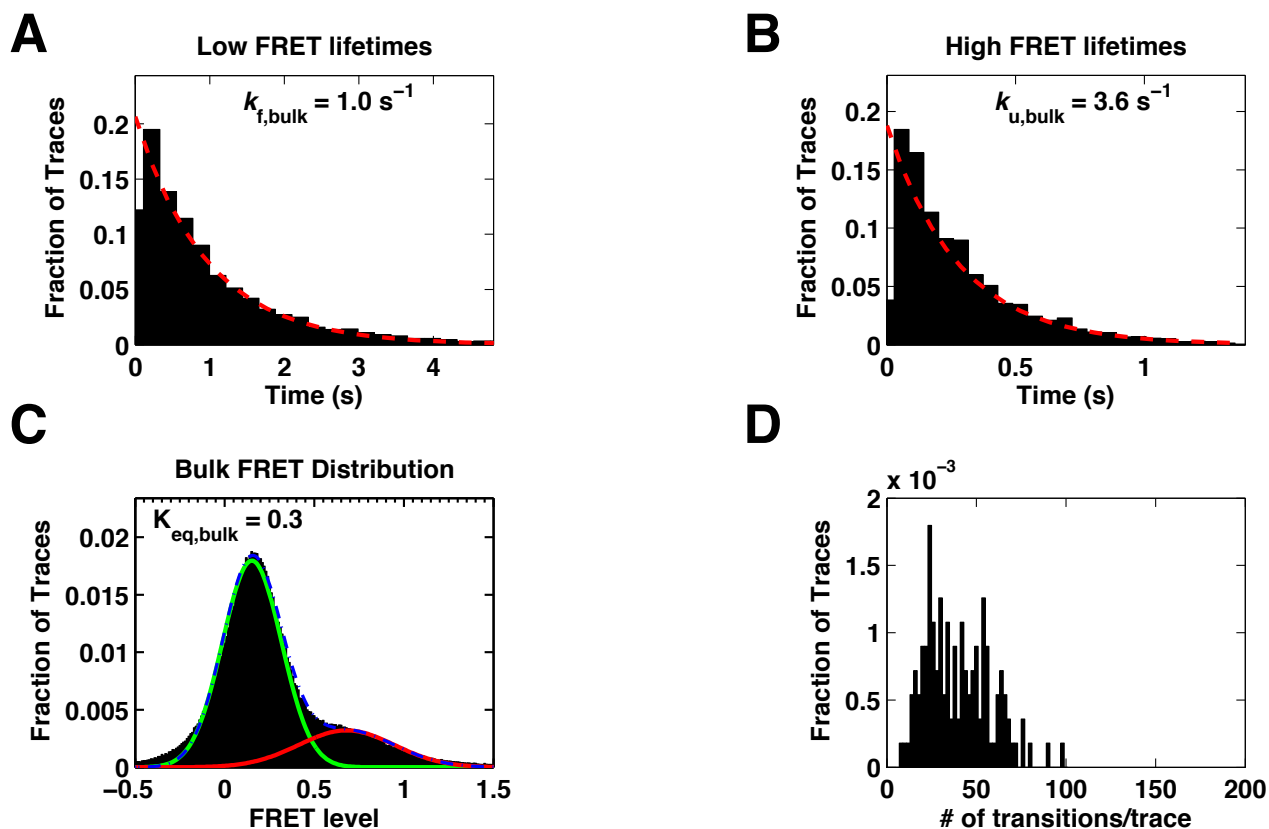 A
Low FRET lifetimes
k_f,bulk = 1.0 s⁻¹
Fraction of Traces
0.2
0.15
0.1
0.05
0
0 1 2 3 4
Time (s)
B
High FRET lifetimes
k_u,bulk = 3.6 s⁻¹
Fraction of Traces
0.2
0.15
0.1
0.05
0
0 0.5 1
Time (s)
C
Bulk FRET Distribution
K_eq,bulk = 0.3
Fraction of Traces
0.02
0.015
0.01
0.005
0
−0.5 0 0.5 1 1.5
FRET level
D
x 10⁻³
Fraction of Traces
2
1.5
1
0.5
0
0 50 100 150 200
# of transitions/trace